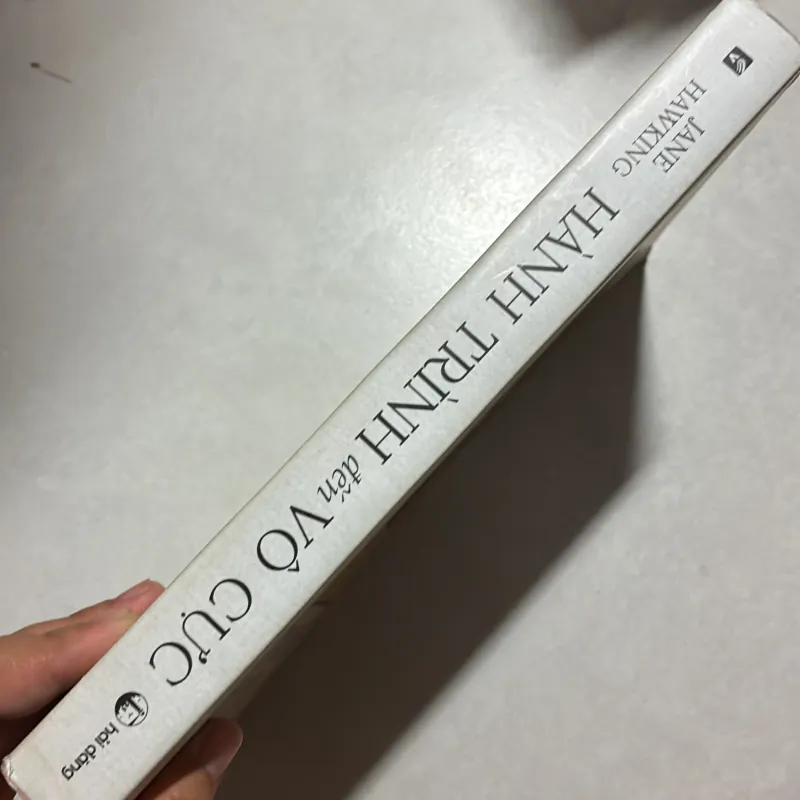 JANE
HAWKING
HÀNH TRÌNH đến VÔ CỰC
hải đăng